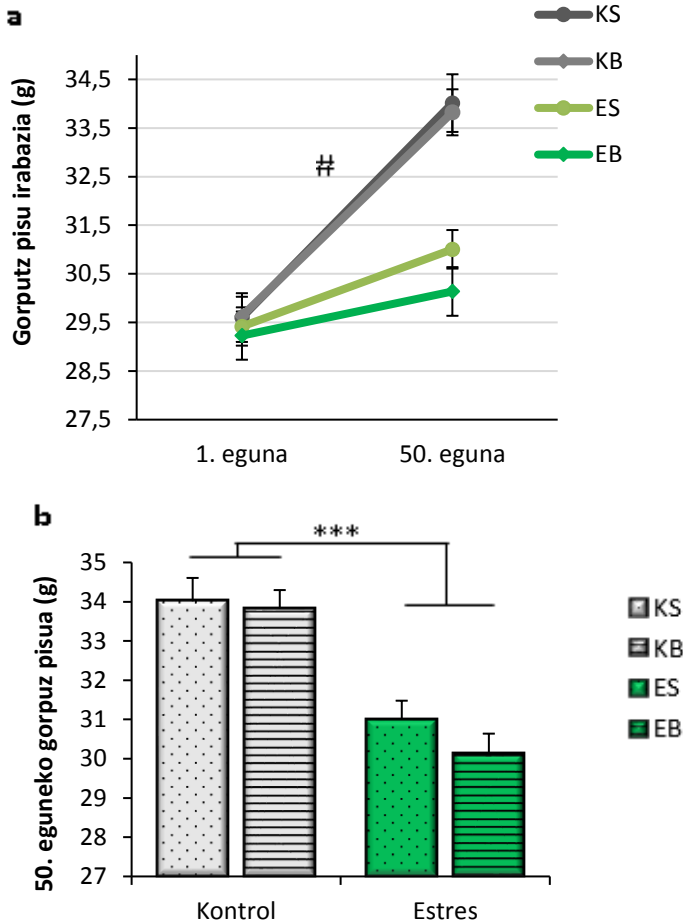 a
Gorputz pisu irabazia (g)
34,5
33,5
32,5
31,5
30,5
29,5
28,5
27,5
#
1. eguna
50. eguna
KS
KB
ES
EB
b
50. eguneko gorpuz pisua (g)
35
34
33
32
31
30
29
28
27
***
Kontrol
Estres
KS
KB
ES
EB